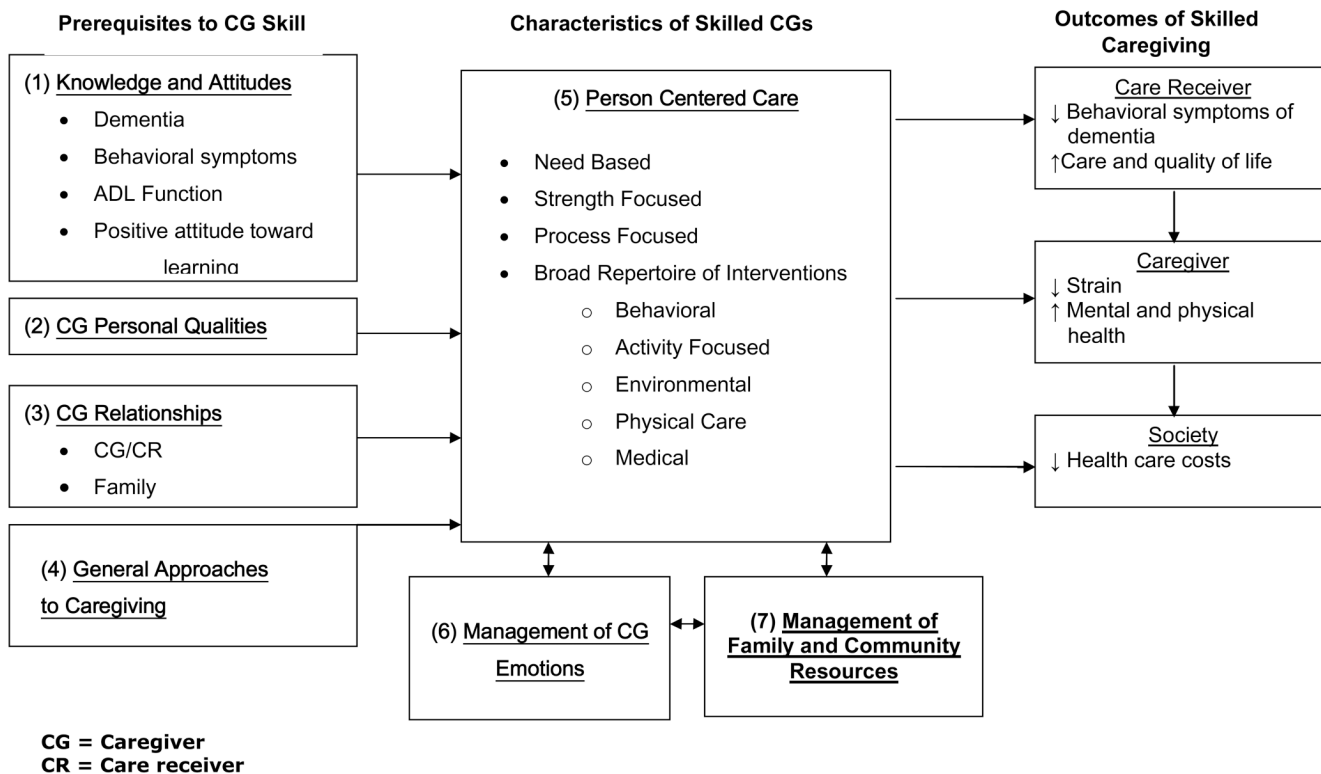 Prerequisites to CG Skill
(1) Knowledge and Attitudes
• Dementia
• Behavioral symptoms
• ADL Function
• Positive attitude toward
learning
(2) CG Personal Qualities
(3) CG Relationships
• CG/CR
• Family
(4) General Approaches
to Caregiving
Characteristics of Skilled CGs
(5) Person Centered Care
• Need Based
• Strength Focused
• Process Focused
• Broad Repertoire of Interventions
○ Behavioral
○ Activity Focused
○ Environmental
○ Physical Care
○ Medical
(6) Management of CG
Emotions
(7) Management of
Family and Community
Resources
Outcomes of Skilled
Caregiving
Care Receiver
↓ Behavioral symptoms of
dementia
↑Care and quality of life
Caregiver
↓ Strain
↑ Mental and physical
health
Society
↓ Health care costs
CG = Caregiver
CR = Care receiver